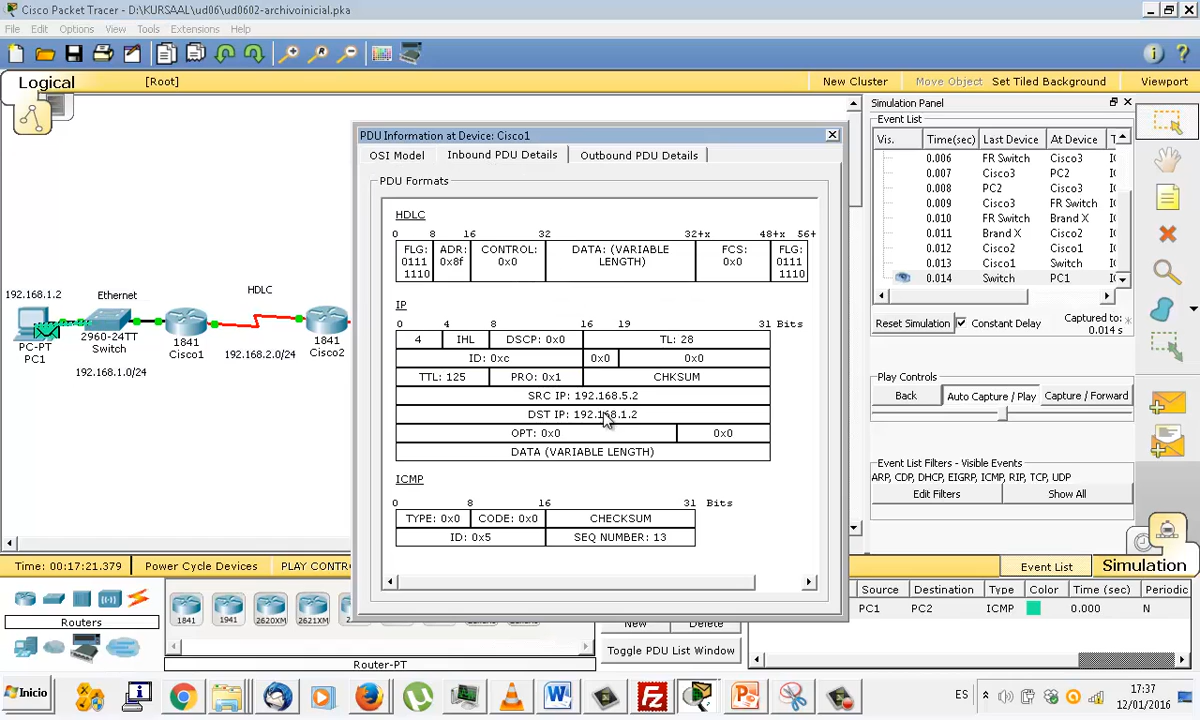 Cisco Packet Tracer - D:\KURSAAL\ud06\ud0602-archivoinicial.pka
File Edit Options View Tools Extensions Help
Logical [Root] New Cluster Move Object Set Tiled Background Viewport
PDU Information at Device: Cisco1
OSI Model Inbound PDU Details Outbound PDU Details
PDU Formats
HDLC
0 8 16 32 32+x 48+x 56+
FLG: 0111 1110 ADR: 0x8f CONTROL: 0x0 DATA: (VARIABLE LENGTH) FCS: 0x0 FLG: 0111 1110
IP
0 4 8 16 19 31 Bits
4 IHL DSCP: 0x0 TL: 28
ID: 0xc 0x0 0x0
TTL: 125 PRO: 0x1 CHKSUM
SRC IP: 192.168.5.2
DST IP: 192.168.1.2
OPT: 0x0 0x0
DATA (VARIABLE LENGTH)
ICMP
0 8 16 31 Bits
TYPE: 0x0 CODE: 0x0 CHECKSUM
ID: 0x5 SEQ NUMBER: 13
192.168.1.2
Ethernet
HDLC
PC-PT
PC1
2960-24TT
Switch
1841
Cisco1
1841
Cisco2
192.168.2.0/24
192.168.1.0/24
Simulation Panel
Event List
Vis. Time(sec) Last Device At Device T
0.006 FR Switch Cisco3
0.007 Cisco3 PC2
0.008 PC2 Cisco3
0.009 Cisco3 FR Switch
0.010 FR Switch Brand X
0.011 Brand X Cisco2
0.012 Cisco2 Cisco1
0.013 Cisco1 Switch
0.014 Switch PC1
Reset Simulation Constant Delay Captured to:
0.014 s
Play Controls
Back Auto Capture / Play Capture / Forward
Event List Filters - Visible Events
ARP, CDP, DHCP, EIGRP, ICMP, RIP, TCP, UDP
Edit Filters Show All
Time: 00:17:21.379 Power Cycle Devices PLAY CONTR
Event List Simulation
Routers
1841 1941 2620XM 2621XM
Router-PT
New Delete
Toggle PDU List Window
Source Destination Type Color Time (sec) Periodic
PC1 PC2 ICMP 0.000 N
Inicio
ES
17:37
12/01/2016